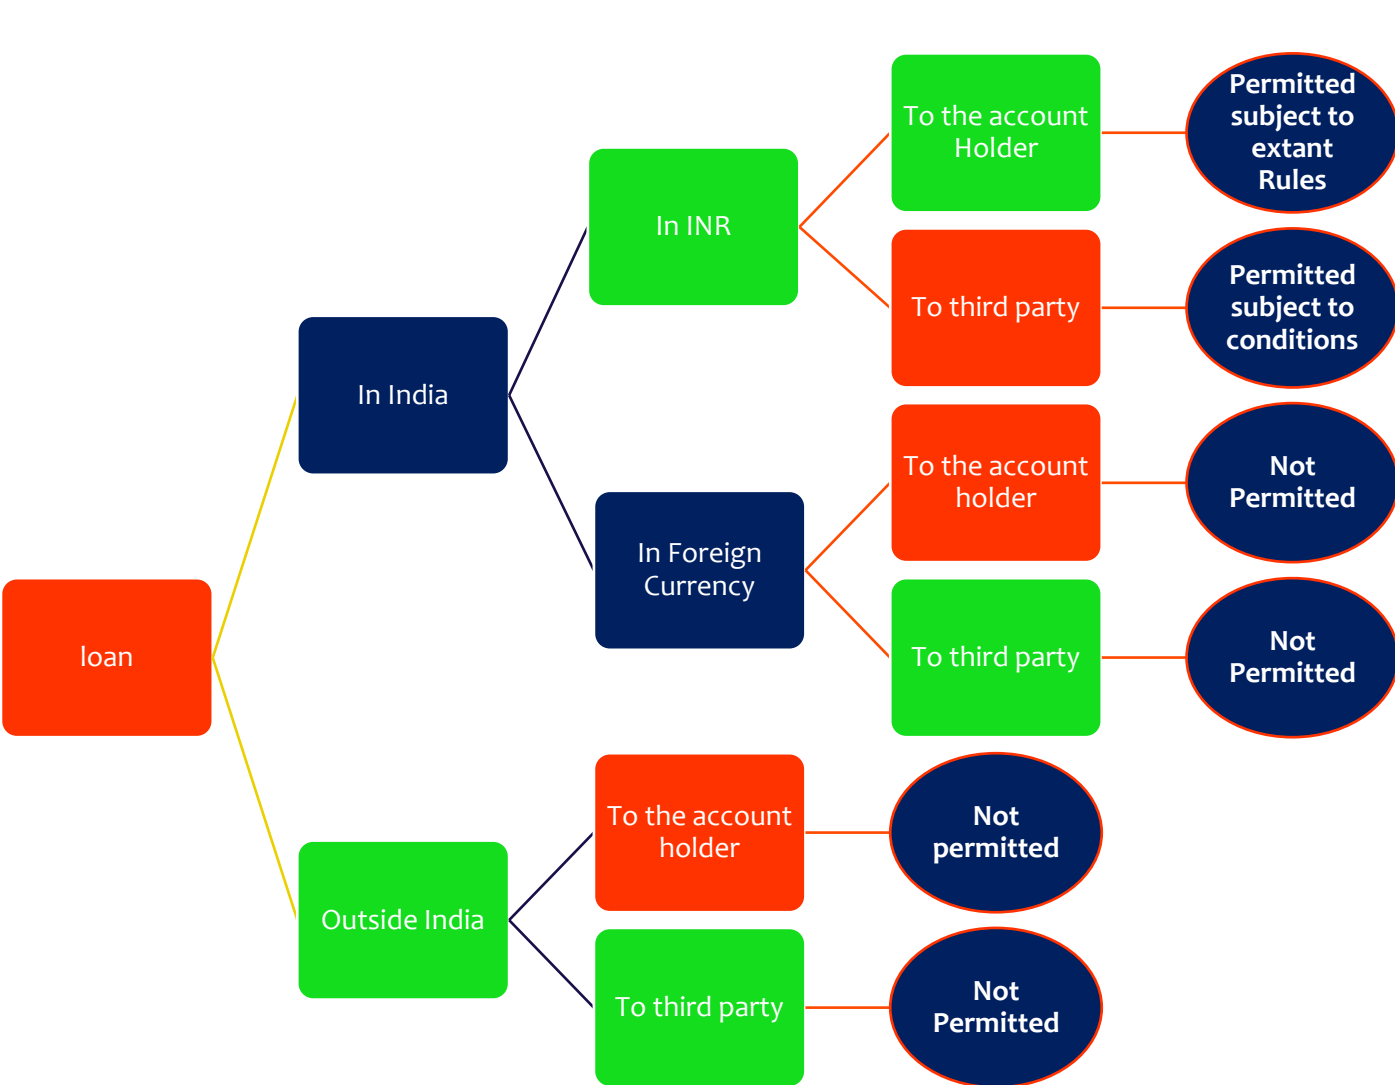 To the account
Holder
Permitted
subject to
extant
Rules
In INR
To third party
Permitted
subject to
conditions
In India
To the account
holder
Not
Permitted
In Foreign
Currency
To third party
Not
Permitted
loan
To the account
holder
Not
permitted
Outside India
To third party
Not
Permitted